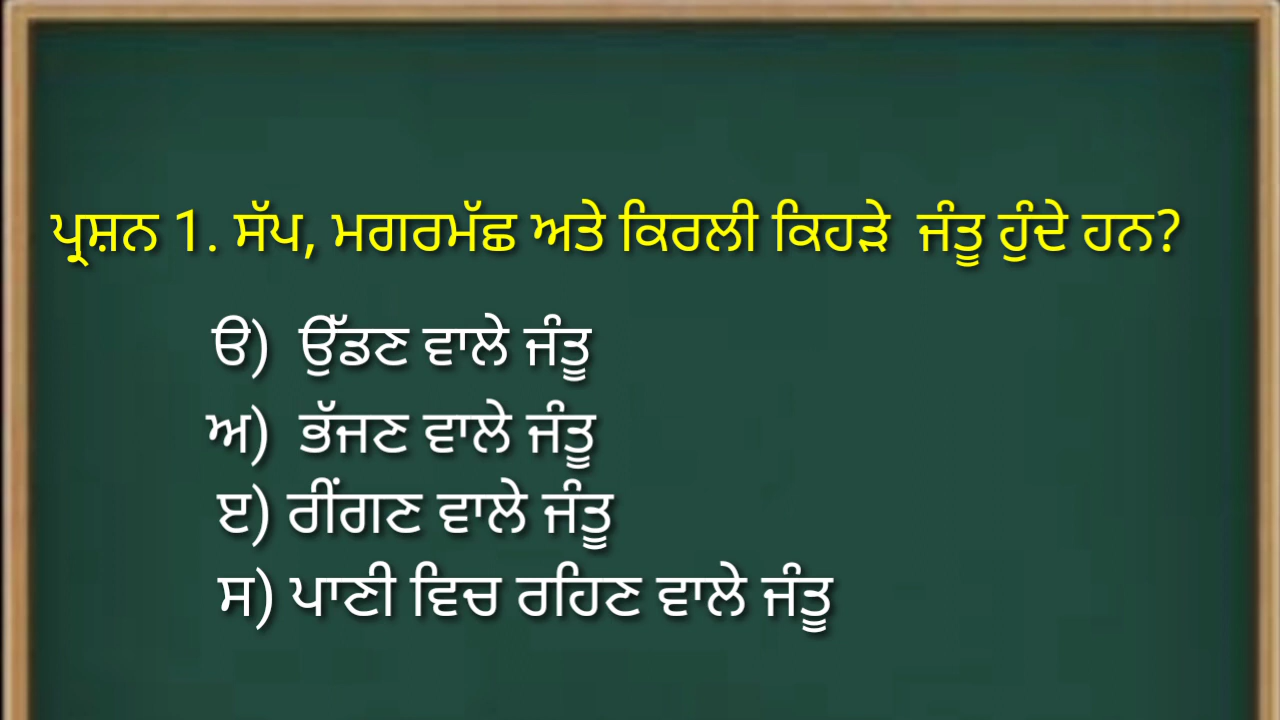 ਪ੍ਰਸ਼ਨ 1. ਸੱਪ, ਮਗਰਮੱਛ ਅਤੇ ਕਿਰਲੀ ਕਿਹੜੇ ਜੰਤੂ ਹੁੰਦੇ ਹਨ?
ੳ) ਉੱਡਣ ਵਾਲੇ ਜੰਤੂ
ਅ) ਭੱਜਣ ਵਾਲੇ ਜੰਤੂ
ੲ) ਰੀਂਗਣ ਵਾਲੇ ਜੰਤੂ
ਸ) ਪਾਣੀ ਵਿਚ ਰਹਿਣ ਵਾਲੇ ਜੰਤੂ